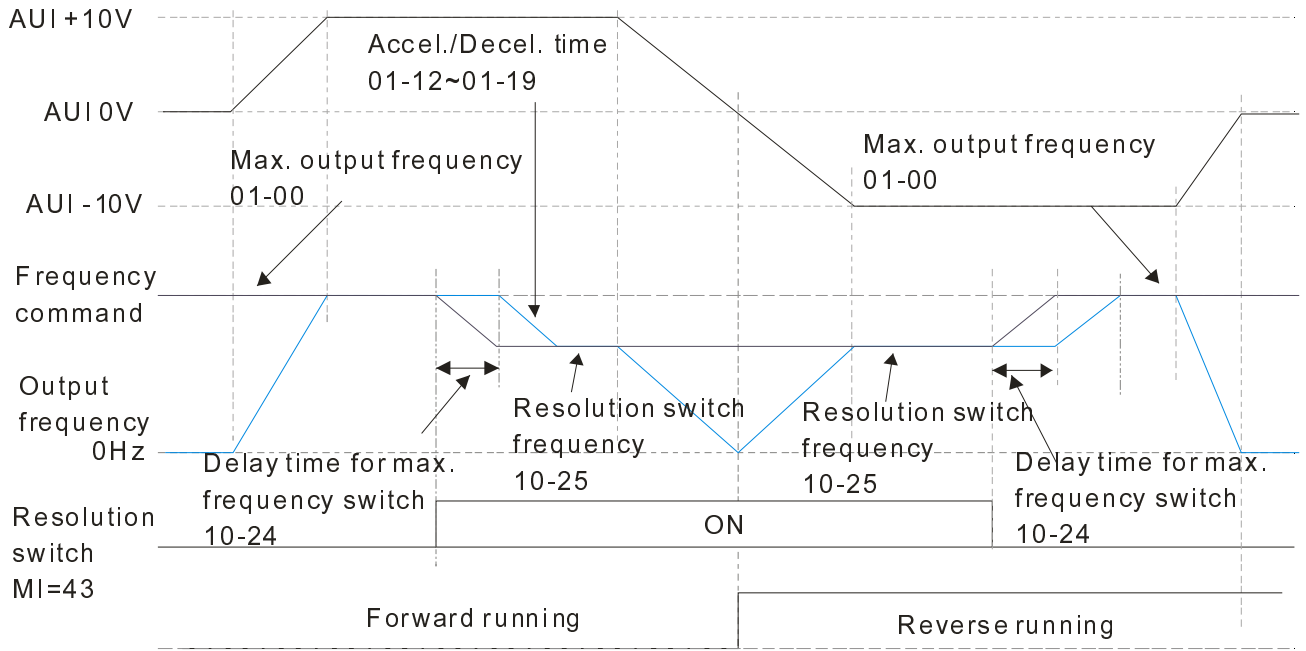 AUI +10V
Accel./Decel. time
01-12~01-19
AUI 0V
Max. output frequency
01-00
Max. output frequency
01-00
AUI -10V
Frequency
command
Output
frequency
0Hz
Resolution switch
frequency
10-25
Resolution switch
frequency
10-25
Delay time for max.
frequency switch
10-24
Delay time for max.
frequency switch
10-24
Resolution
switch
MI=43
ON
Forward running
Reverse running